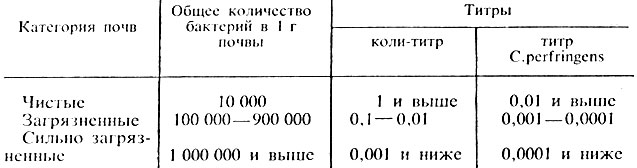 Категория почв
Общее количество
бактерий в 1 г
почвы
Титры
коли-титр
титр
C.perfringens
Чистые 10 000 1 и выше 0,01 и выше
Загрязненные 100 000—900 000 0,1—0,01 0,001—0,0001
Сильно загряз-
ненные 1 000 000 и выше 0,001 и ниже 0,0001 и ниже